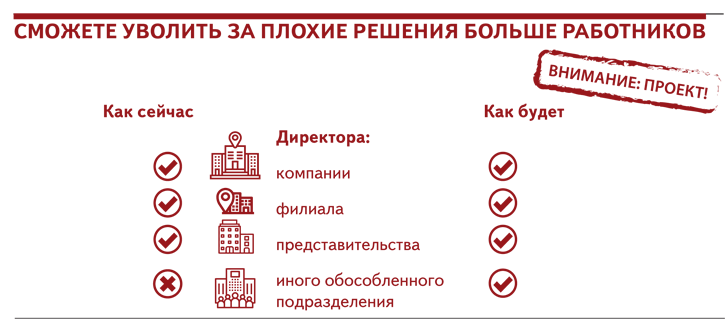 СМОЖЕТЕ УВОЛИТЬ ЗА ПЛОХИЕ РЕШЕНИЯ БОЛЬШЕ РАБОТНИКОВ
ВНИМАНИЕ: ПРОЕКТ!
Как сейчас
Как будет
Директора:
компании
филиала
представительства
иного обособленного
подразделения